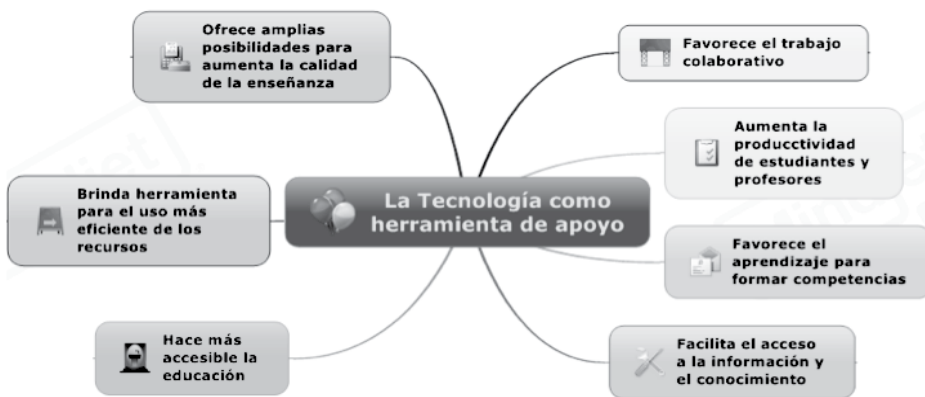 Ofrece amplias
posibilidades para
aumenta la calidad
de la enseñanza
Favorece el trabajo
colaborativo
Aumenta la
producctividad
de estudiantes y
profesores
Brinda herramienta
para el uso más
eficiente de los
recursos
La Tecnología como
herramienta de apoyo
Favorece el
aprendizaje para
formar competencias
Hace más
accesible la
educación
Facilita el acceso
a la información y
el conocimiento